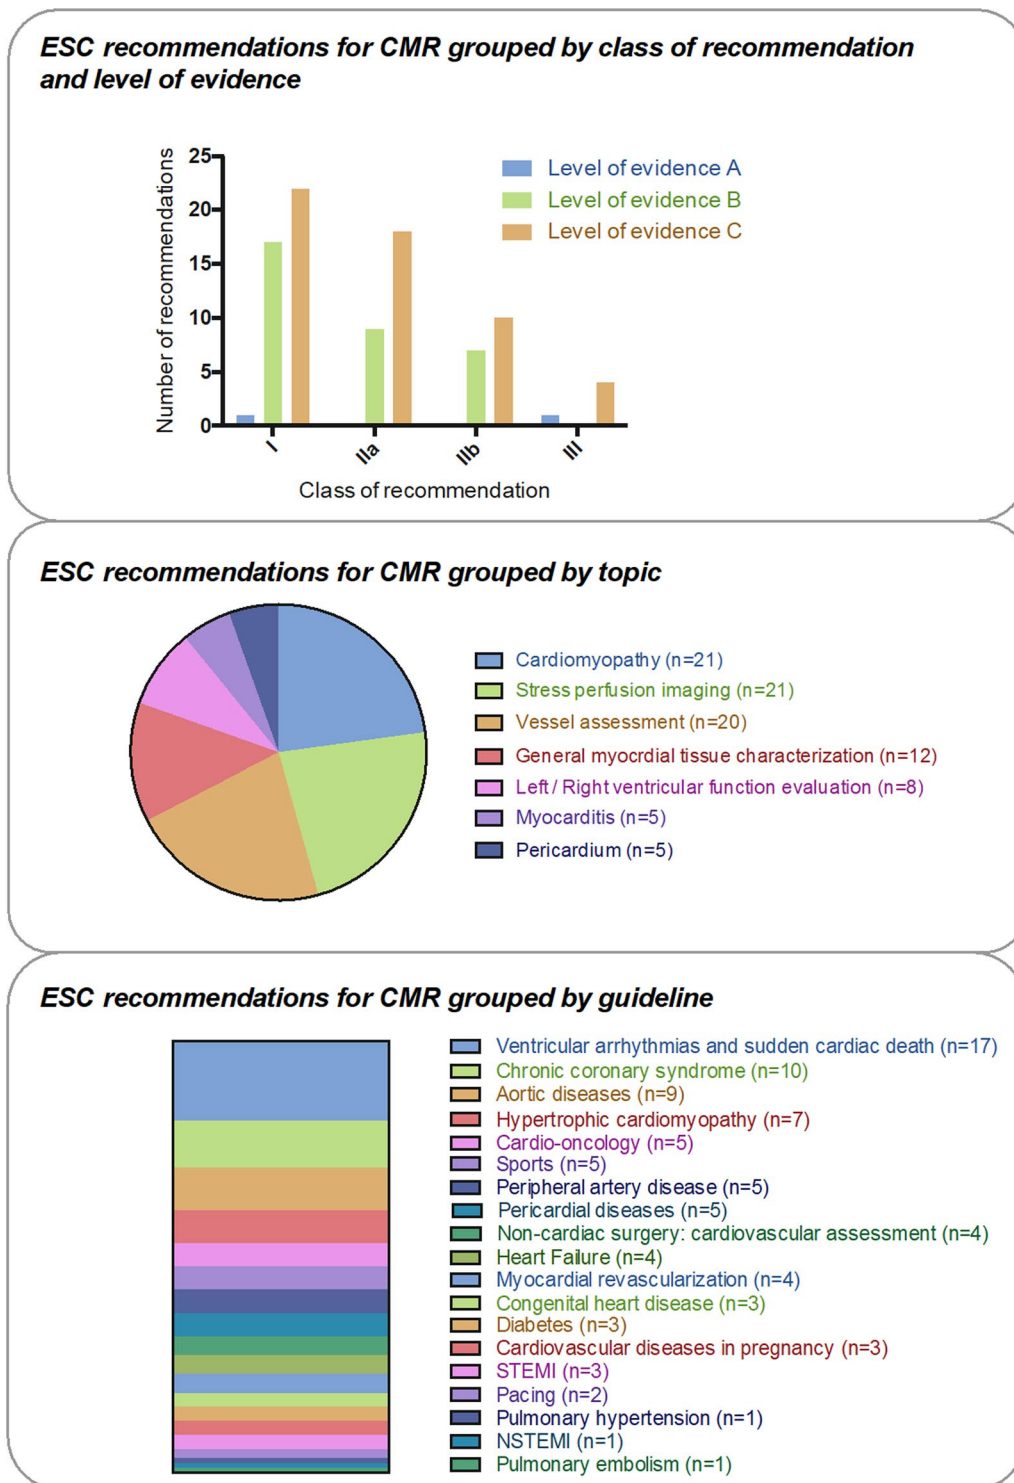 ESC recommendations for CMR grouped by class of recommendation
and level of evidence
Number of recommendations
25
20
15
10
5
0
Level of evidence A
Level of evidence B
Level of evidence C
I
IIa
IIb
III
Class of recommendation
ESC recommendations for CMR grouped by topic
Cardiomyopathy (n=21)
Stress perfusion imaging (n=21)
Vessel assessment (n=20)
General myocrdial tissue characterization (n=12)
Left / Right ventricular function evaluation (n=8)
Myocarditis (n=5)
Pericardium (n=5)
ESC recommendations for CMR grouped by guideline
Ventricular arrhythmias and sudden cardiac death (n=17)
Chronic coronary syndrome (n=10)
Aortic diseases (n=9)
Hypertrophic cardiomyopathy (n=7)
Cardio-oncology (n=5)
Sports (n=5)
Peripheral artery disease (n=5)
Pericardial diseases (n=5)
Non-cardiac surgery: cardiovascular assessment (n=4)
Heart Failure (n=4)
Myocardial revascularization (n=4)
Congenital heart disease (n=3)
Diabetes (n=3)
Cardiovascular diseases in pregnancy (n=3)
STEMI (n=3)
Pacing (n=2)
Pulmonary hypertension (n=1)
NSTEMI (n=1)
Pulmonary embolism (n=1)